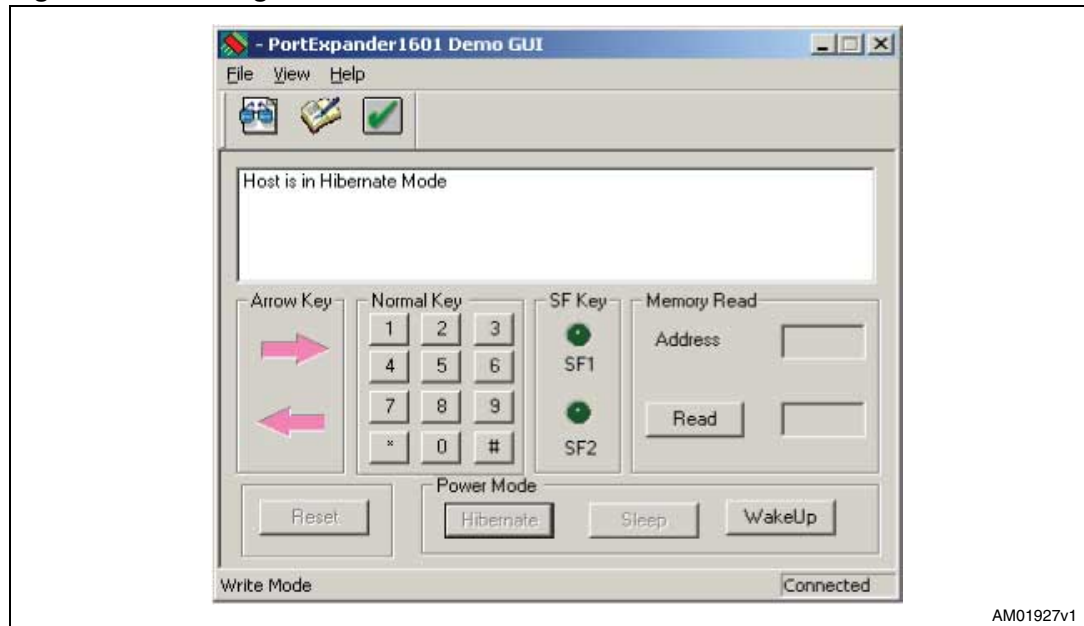 - PortExpander1601 Demo GUI
File View Help
Host is in Hibernate Mode
Arrow Key
Normal Key
1 2 3
4 5 6
7 8 9
* 0 #
SF Key
SF1
SF2
Memory Read
Address
Read
Reset
Power Mode
Hibernate Sleep WakeUp
Write Mode Connected
AM01927v1